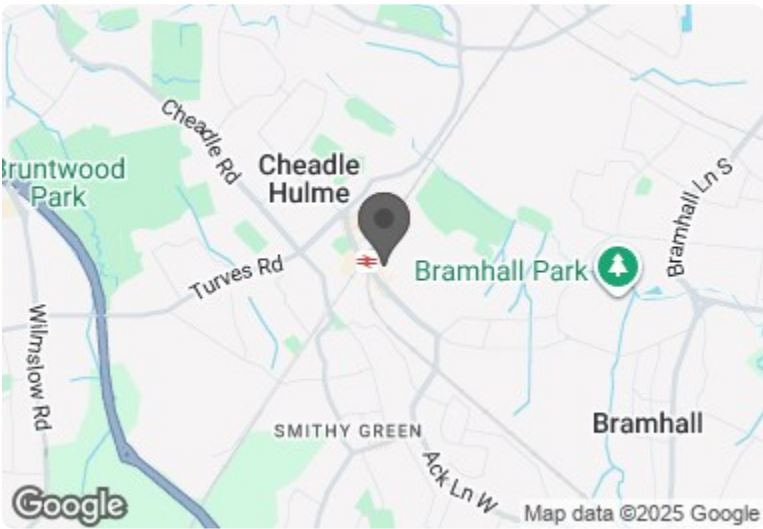 Cheadle Rd
Bruntwood
Park
Cheadle
Hulme
Bramhall Ln S
Turves Rd
Bramhall Park
Wilmslow Rd
SMITHY GREEN
Bramhall
Ack Ln W
Google
Map data ©2025 Google